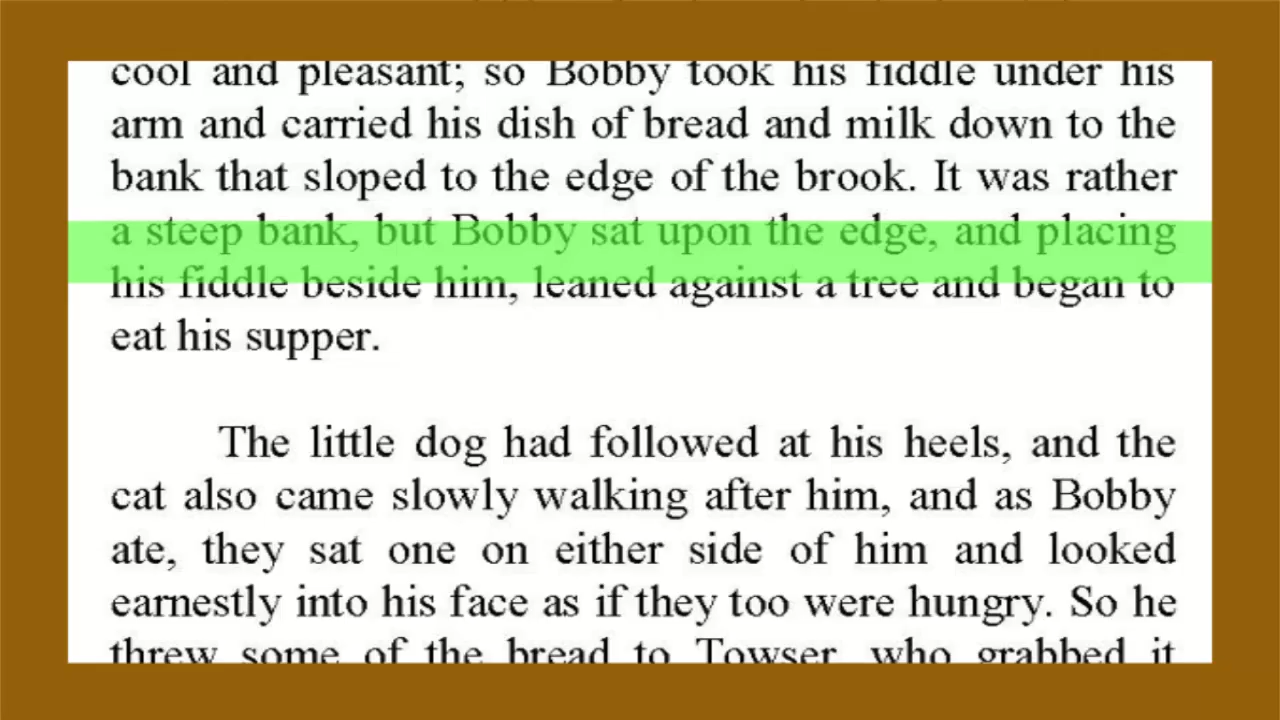 cool and pleasant; so Bobby took his fiddle under his
arm and carried his dish of bread and milk down to the
bank that sloped to the edge of the brook. It was rather
a steep bank, but Bobby sat upon the edge, and placing
his fiddle beside him, leaned against a tree and began to
eat his supper.
The little dog had followed at his heels, and the
cat also came slowly walking after him, and as Bobby
ate, they sat one on either side of him and looked
earnestly into his face as if they too were hungry. So he
threw some of the bread to Towser, who grabbed it